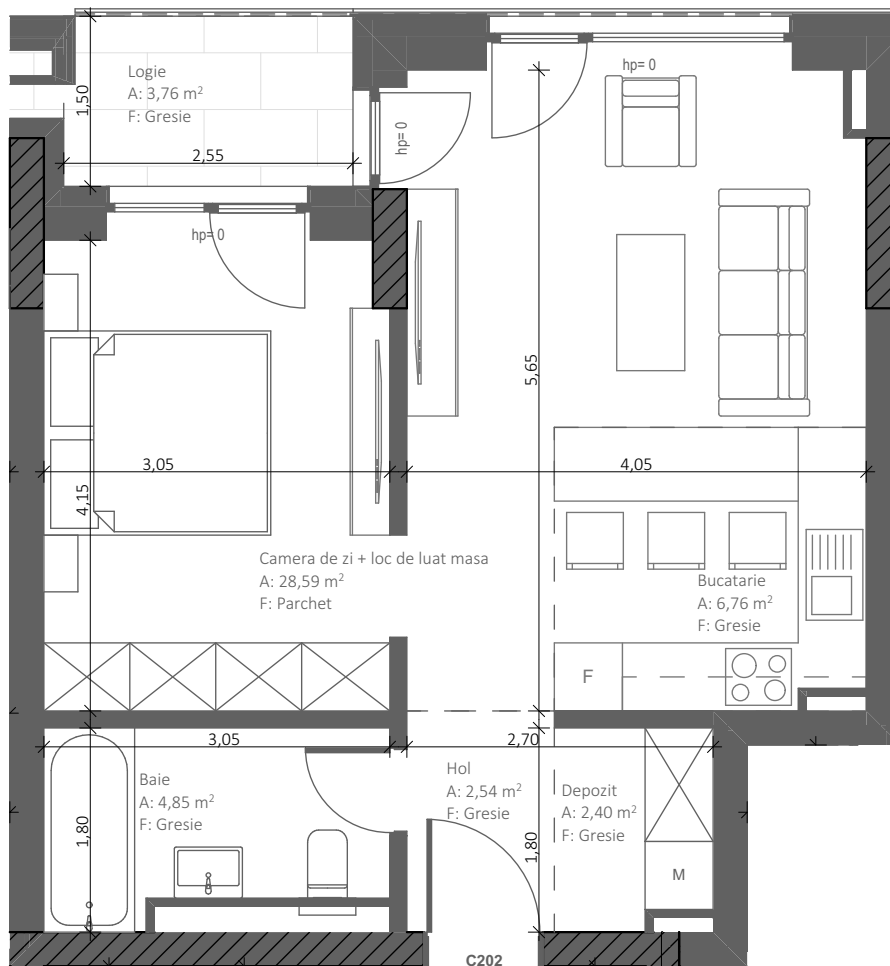 Logie
A: 3,76 m²
F: Gresie
1,50
2,55
hp= 0
hp= 0
hp= 0
5,65
3,05
4,05
4,15
Camera de zi + loc de luat masa
A: 28,59 m²
F: Parchet
Bucatarie
A: 6,76 m²
F: Gresie
F
3,05
2,70
Baie
A: 4,85 m²
F: Gresie
Hol
A: 2,54 m²
F: Gresie
Depozit
A: 2,40 m²
F: Gresie
1,80
1,80
M
C202